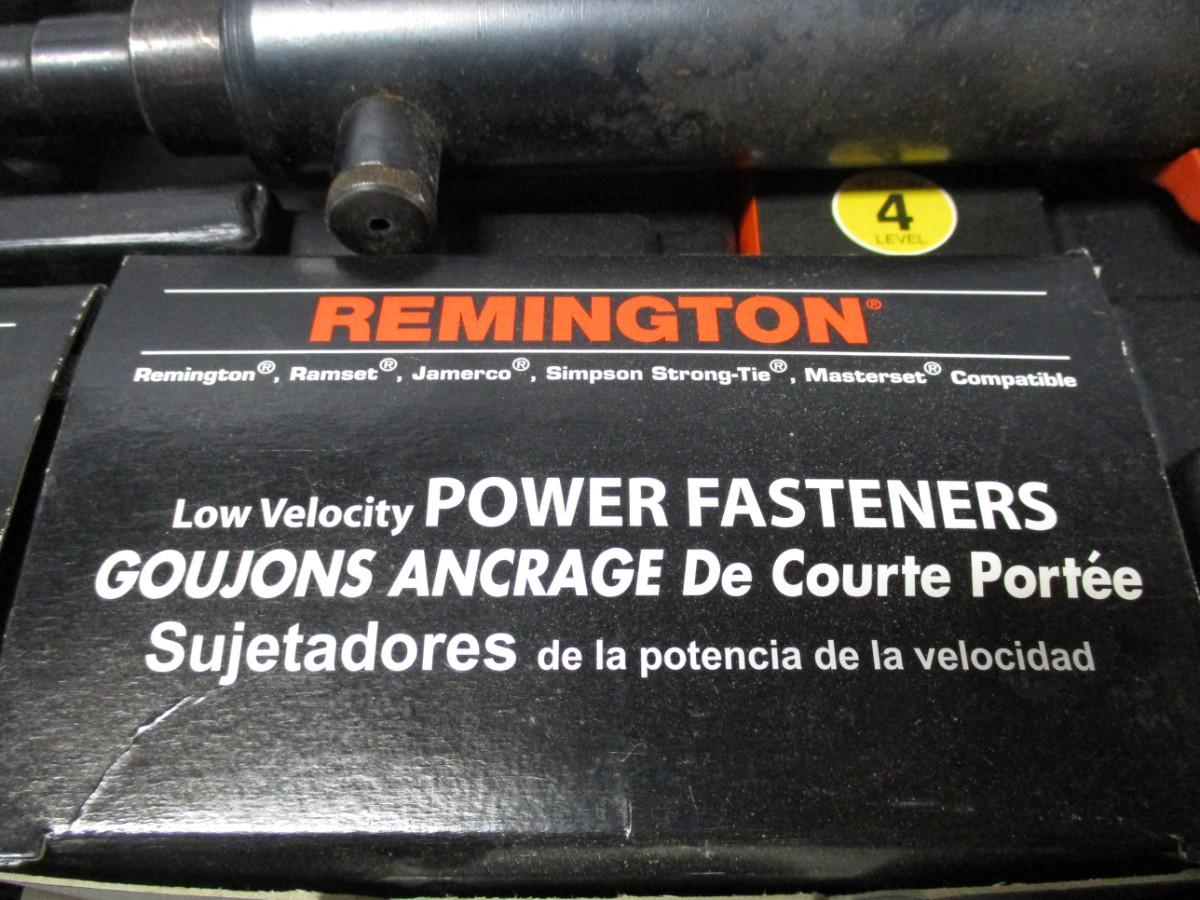 4
LEVEL
REMINGTON®
Remington®, Ramset®, Jamerco®, Simpson Strong-Tie®, Masterset® Compatible
Low Velocity POWER FASTENERS
GOUJONS ANCRAGE De Courte Portée
Sujetadores de la potencia de la velocidad